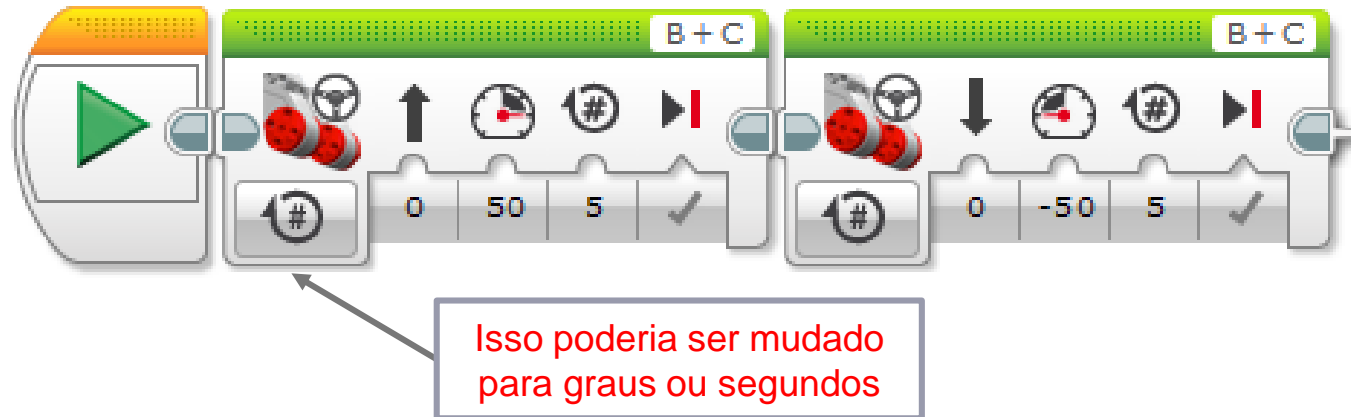 B + C
B + C
# # # #
0 50 5
0 -50 5
Isso poderia ser mudado
para graus ou segundos